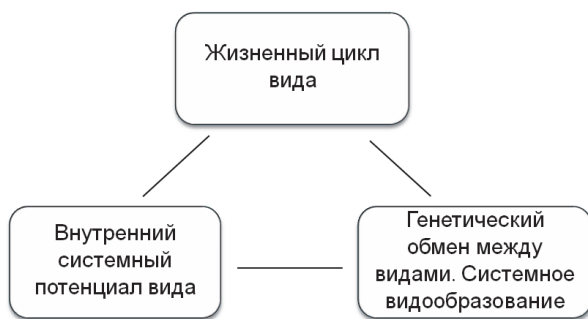 Жизненный цикл
вида
Внутренний
системный
потенциал вида
Генетический
обмен между
видами. Системное
видообразование